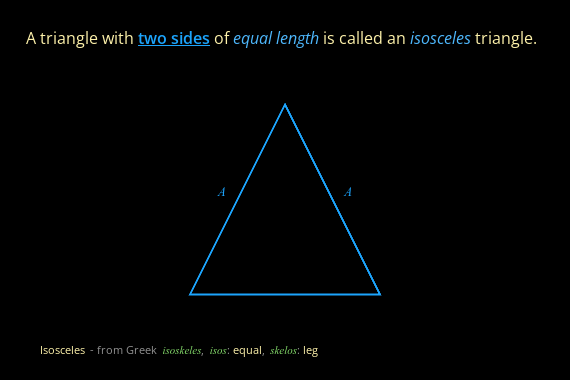 A triangle with two sides of equal length is called an isosceles triangle.
A A
Isosceles - from Greek isoskeles, isos: equal, skelos: leg